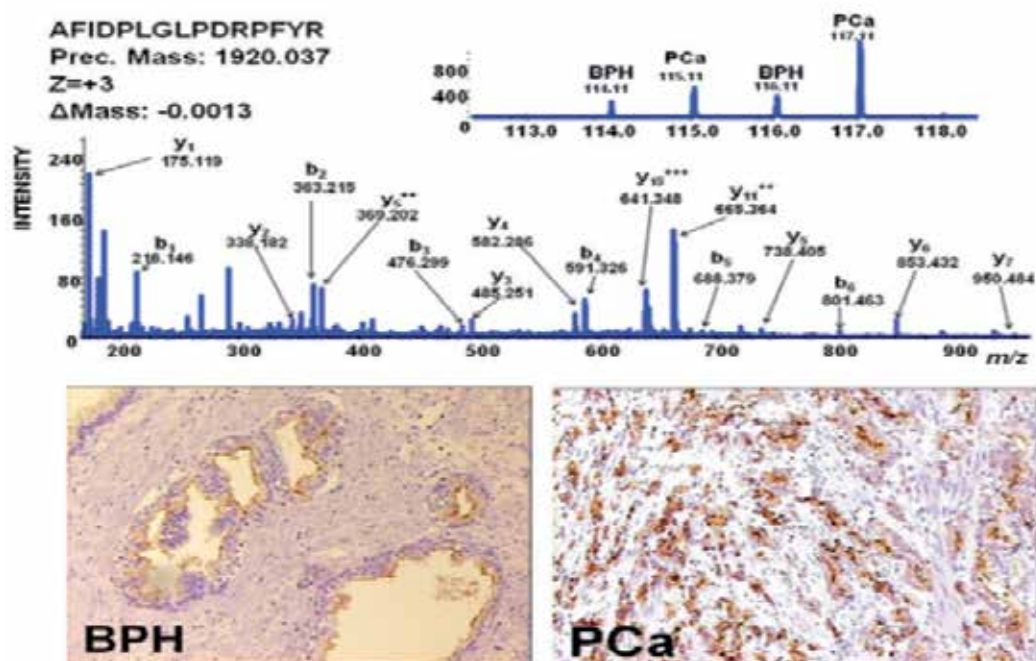 AFIDPLGLPDRPFYR
Prec. Mass: 1920.037
Z=+3
ΔMass: -0.0013
BPH
114.11
PCa
115.11
BPH
116.11
PCa
117.11
800
400
0
113.0 114.0 115.0 116.0 117.0 118.0
INTENSITY
240
160
80
0
y1
175.119
b1
216.146
y2
338.182
b2
363.215
y5**
369.202
b3
476.299
y3
485.251
y4
582.286
b4
591.326
y15***
641.348
y11**
665.364
b5
688.379
y5
738.405
b6
801.463
y6
853.432
y7
950.484
200 300 400 500 600 700 800 900 m/z
BPH
PCa